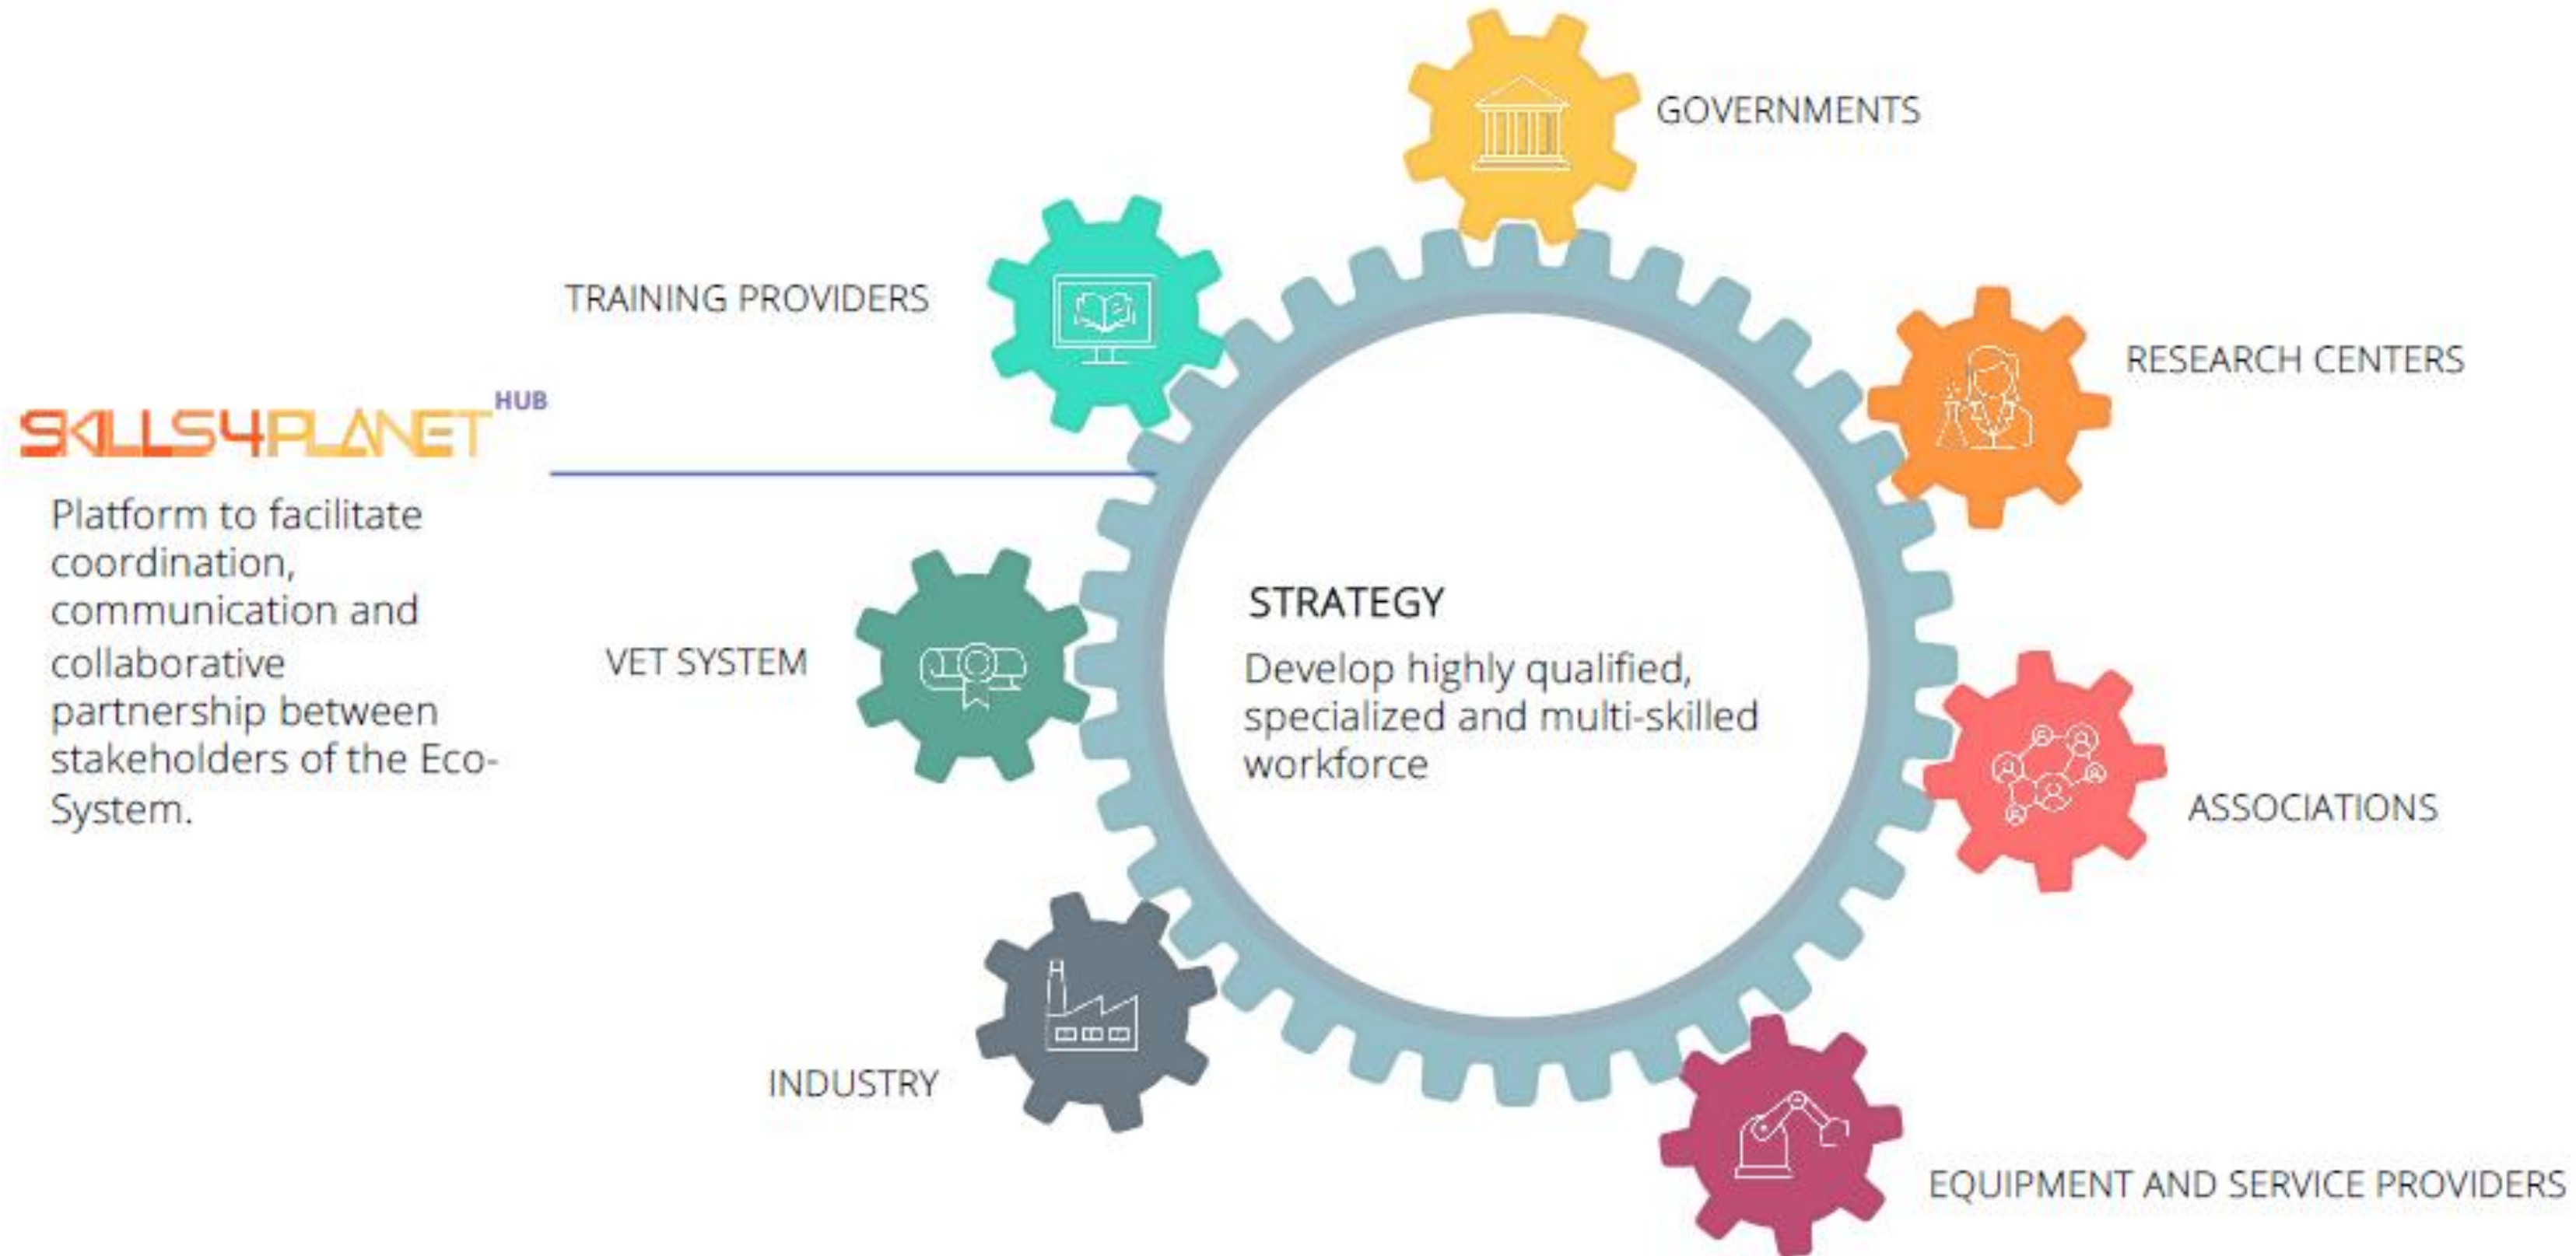 GOVERNMENTS
TRAINING PROVIDERS
RESEARCH CENTERS
SKILLS4PLANET HUB
Platform to facilitate
coordination,
communication and
collaborative
partnership between
stakeholders of the Eco-
System.
VET SYSTEM
STRATEGY
Develop highly qualified,
specialized and multi-skilled
workforce
ASSOCIATIONS
INDUSTRY
EQUIPMENT AND SERVICE PROVIDERS